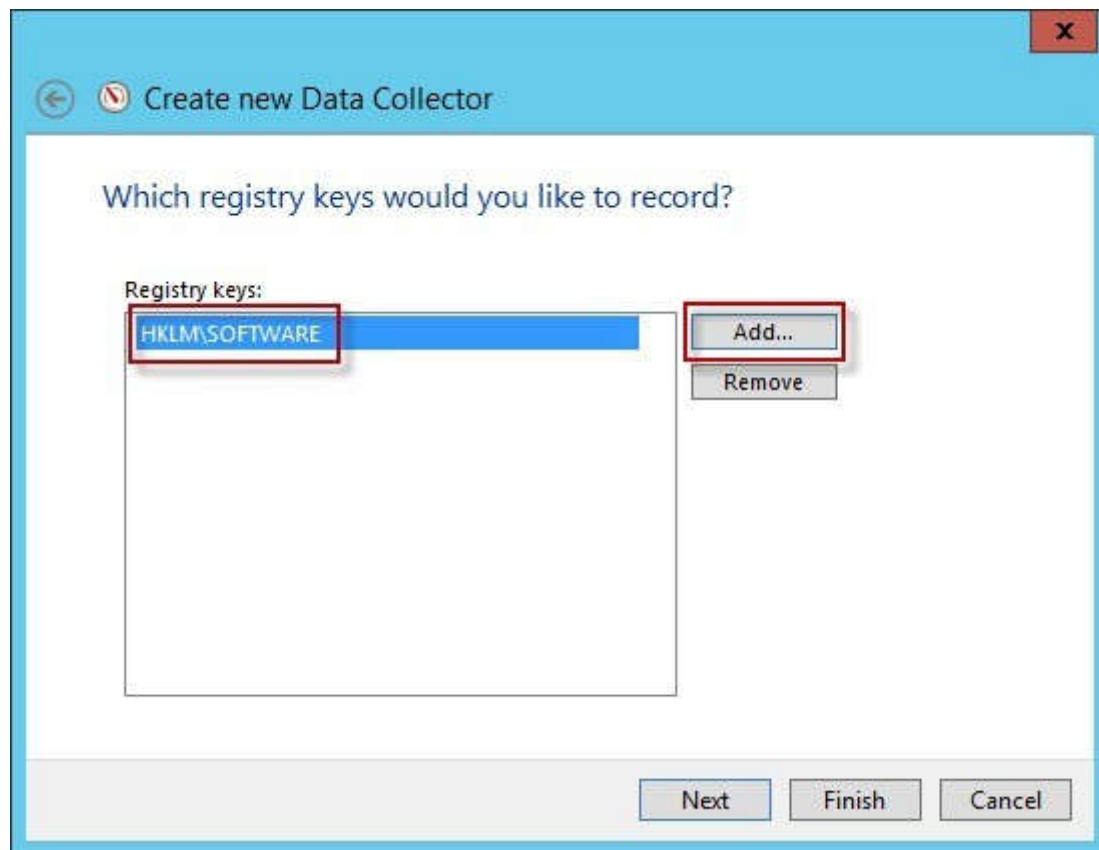 x
Create new Data Collector
Which registry keys would you like to record?
Registry keys:
HKLM\SOFTWARE
Add...
Remove
Next Finish Cancel